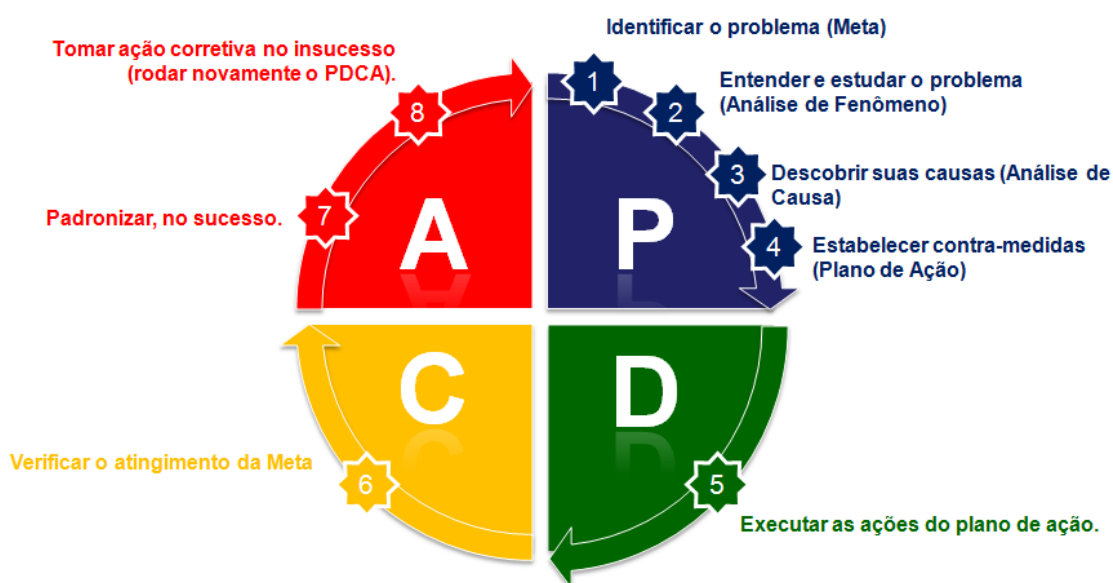 Identificar o problema (Meta)
1
Entender e estudar o problema
(Análise de Fenômeno)
2
Descobrir suas causas (Análise de
Causa)
3
Estabelecer contra-medidas
(Plano de Ação)
4
P
D
5
Executar as ações do plano de ação.
C
6
Verificar o atingimento da Meta
A
7
Padronizar, no sucesso.
8
Tomar ação corretiva no insucesso
(rodar novamente o PDCA).